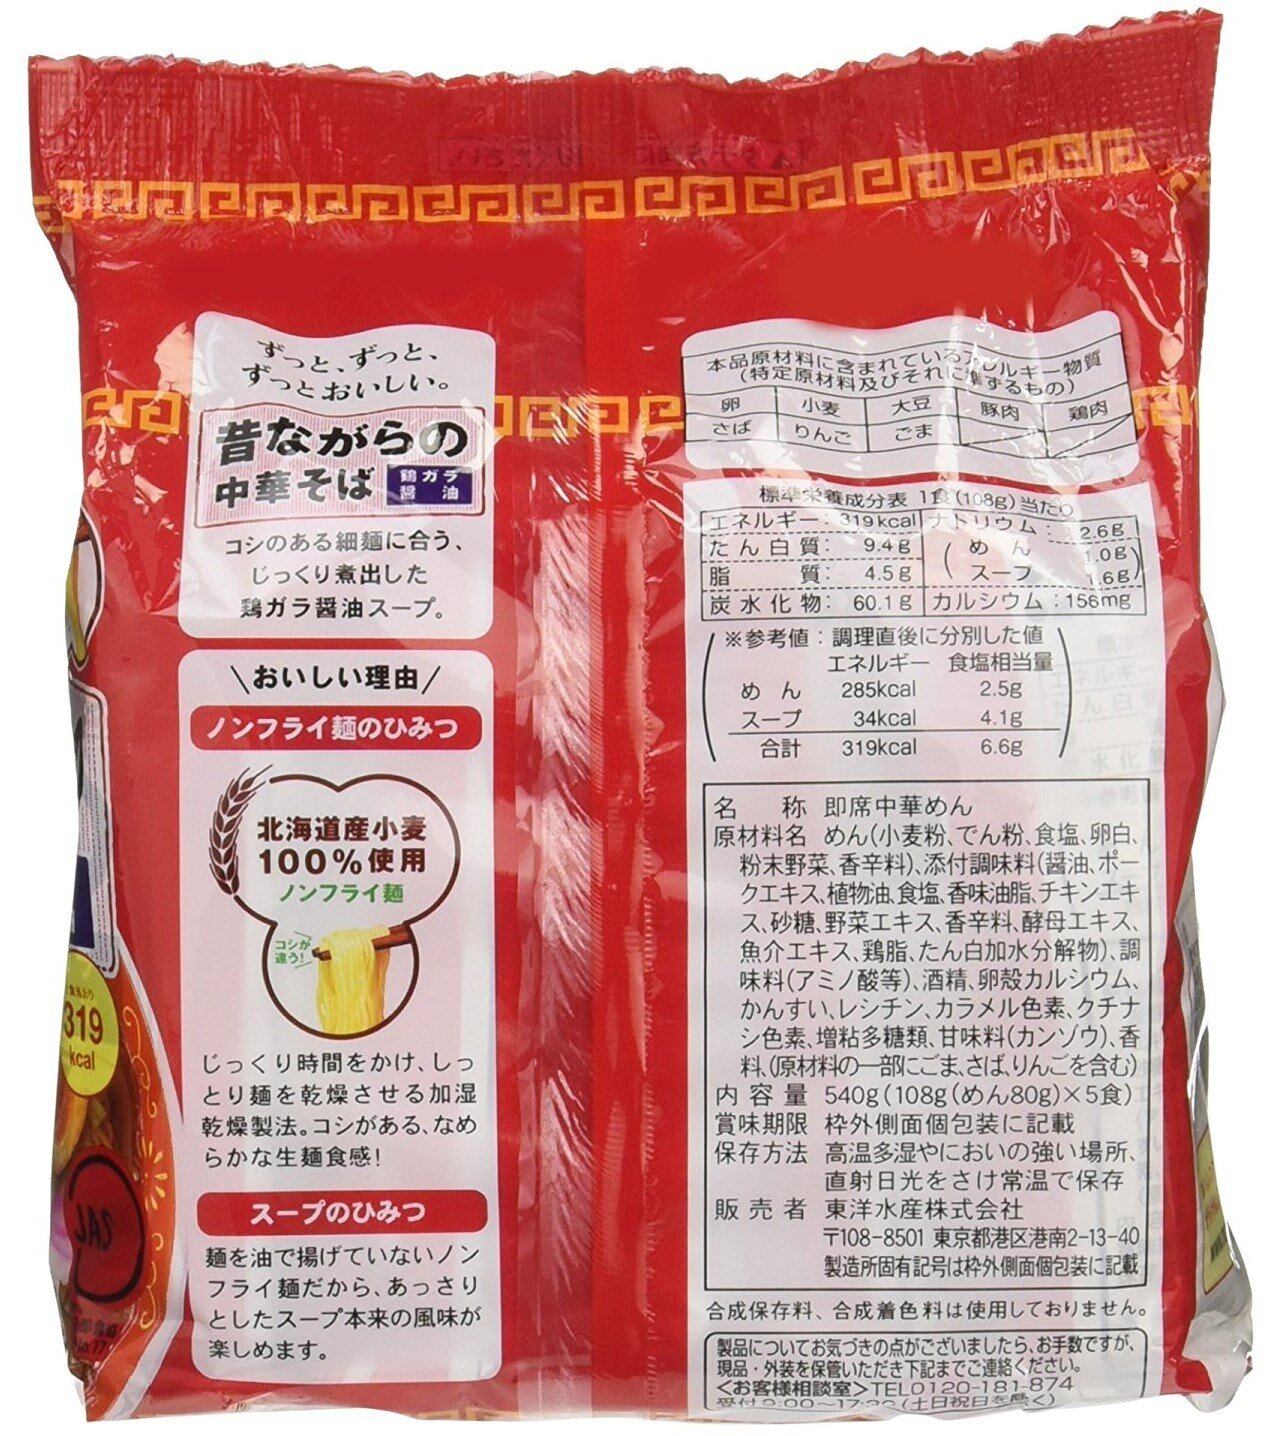 ずっと、ずっと、
ずっとおいしい。
昔ながらの
中華そば
鶏ガラ
醤油
コシのある細麺に合う、
じっくり煮出した
鶏ガラ醤油スープ。
おいしい理由
ノンフライ麺のひみつ
北海道産小麦
100%使用
ノンフライ麺
コシが
違う!
じっくり時間をかけ、しっ
とり麺を乾燥させる加湿
乾燥製法。コシがある、なめ
らかな生麺食感!
スープのひみつ
麺を油で揚げていないノン
フライ麺だから、あっさり
としたスープ本来の風味が
楽しめます。
319
kcal
JAS
本品原材料に含まれているアレルギー物質
(特定原材料及びそれに準ずるもの)
卵 小麦 大豆 豚肉 鶏肉
さば りんご ごま
標準栄養成分表 1食(108g)当たり
エネルギー: 319kcal ナトリウム: 2.6g
たん白質: 9.4g (めん 1.0g
脂質: 4.5g スープ 1.6g)
炭水化物: 60.1g カルシウム: 156mg
※参考値:調理直後に分別した値
エネルギー 食塩相当量
めん 285kcal 2.5g
スープ 34kcal 4.1g
合計 319kcal 6.6g
名称 即席中華めん
原材料名 めん(小麦粉、でん粉、食塩、卵白、
粉末野菜、香辛料)、添付調味料(醤油、ポー
クエキス、植物油、食塩、香味油脂、チキンエキ
ス、砂糖、野菜エキス、香辛料、酵母エキス、
魚介エキス、鶏脂、たん白加水分解物)、調
味料(アミノ酸等)、酒精、卵殻カルシウム、
かんすい、レシチン、カラメル色素、クチナ
シ色素、増粘多糖類、甘味料(カンゾウ)、香
料、(原材料の一部にごま、さば、りんごを含む)
内容量 540g(108g(めん80g)×5食)
賞味期限 枠外側面個包装に記載
保存方法 高温多湿やにおいの強い場所、
直射日光をさけ常温で保存
販売者 東洋水産株式会社
〒108-8501 東京都港区港南2-13-40
製造所固有記号は枠外側面個包装に記載
合成保存料、合成着色料は使用しておりません。
製品についてお気づきの点がございましたら、お手数ですが、
現品・外装を保管いただき下記までご連絡ください。
<お客様相談室>TEL0120-181-874
受付9:00〜17:00(土日祝日を除く)